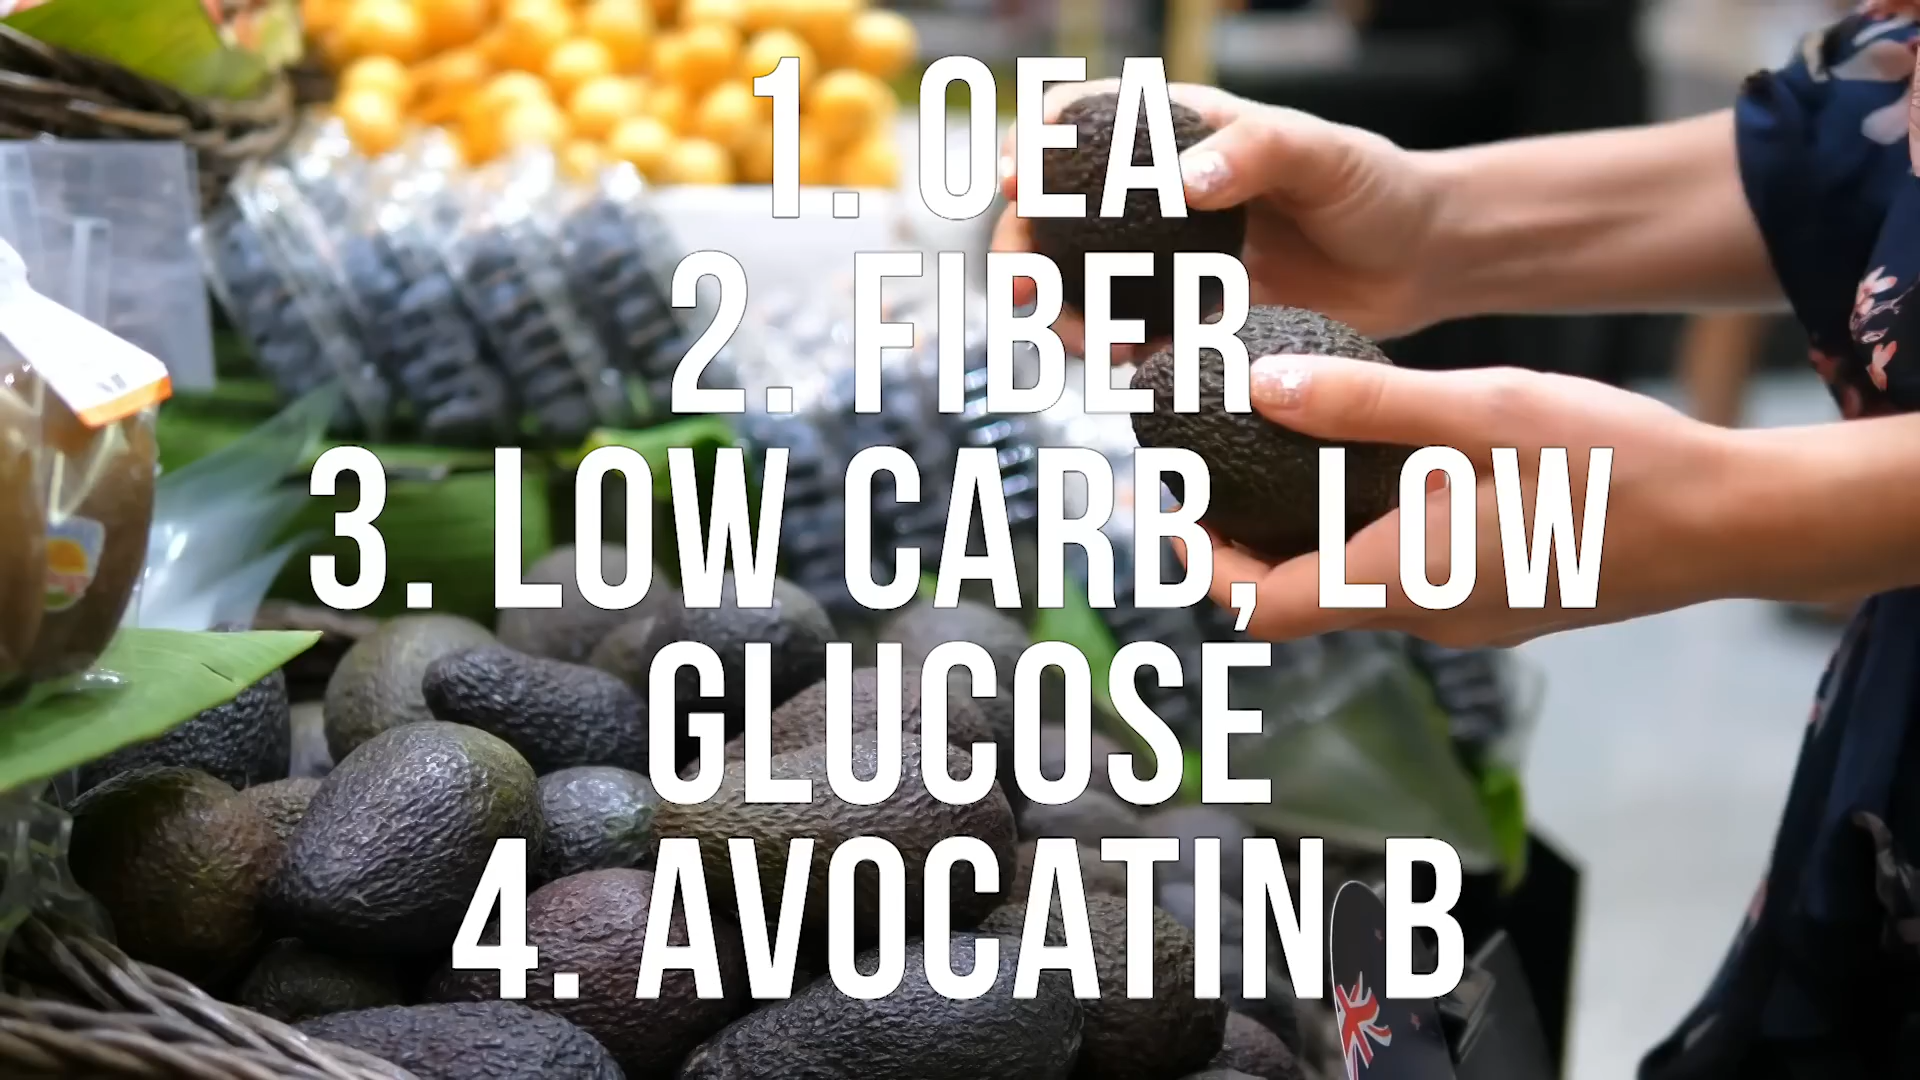 1. OEA
2. FIBER
3. LOW CARB, LOW
GLUCOSE
4. AVOCATIN B